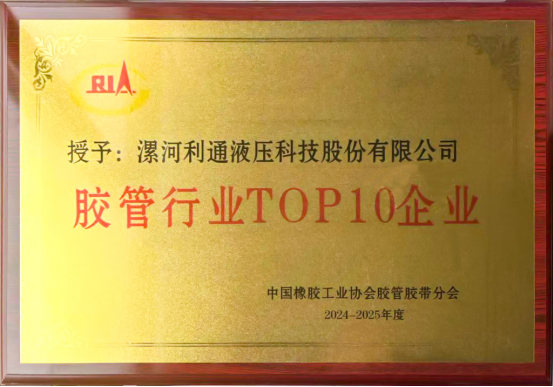 RIA
授予：漯河利通液压科技股份有限公司
胶管行业TOP10企业
中国橡胶工业协会胶管胶带分会
2024-2025年度